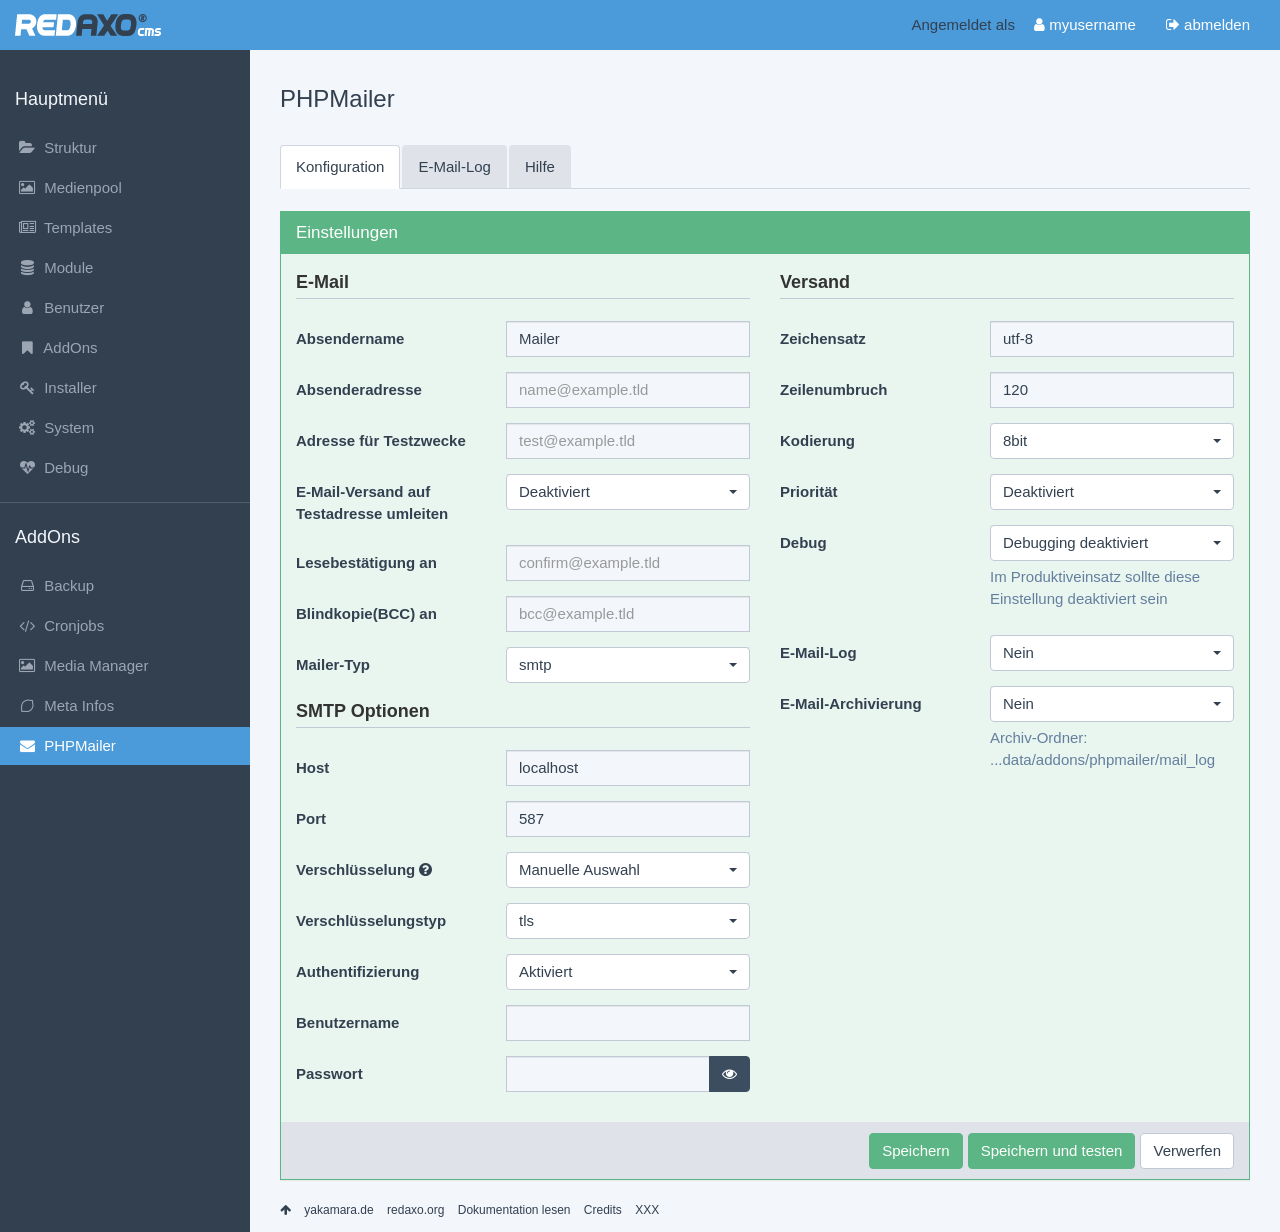 REDAXO® cms
Angemeldet als myusername abmelden
Hauptmenü
Struktur
Medienpool
Templates
Module
Benutzer
AddOns
Installer
System
Debug
AddOns
Backup
Cronjobs
Media Manager
Meta Infos
PHPMailer
PHPMailer
Konfiguration E-Mail-Log Hilfe
Einstellungen
E-Mail
Absendername Mailer
Absenderadresse name@example.tld
Adresse für Testzwecke test@example.tld
E-Mail-Versand auf Deaktiviert
Testadresse umleiten
Lesebestätigung an confirm@example.tld
Blindkopie(BCC) an bcc@example.tld
Mailer-Typ smtp
SMTP Optionen
Host localhost
Port 587
Verschlüsselung Manuelle Auswahl
Verschlüsselungstyp tls
Authentifizierung Aktiviert
Benutzername
Passwort
Versand
Zeichensatz utf-8
Zeilenumbruch 120
Kodierung 8bit
Priorität Deaktiviert
Debug Debugging deaktiviert
Im Produktiveinsatz sollte diese
Einstellung deaktiviert sein
E-Mail-Log Nein
E-Mail-Archivierung Nein
Archiv-Ordner:
...data/addons/phpmailer/mail_log
Speichern Speichern und testen Verwerfen
yakamara.de redaxo.org Dokumentation lesen Credits XXX